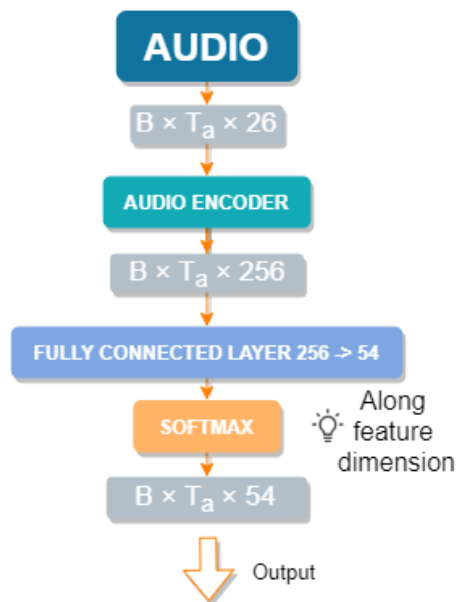 AUDIO
B × Tₐ × 26
AUDIO ENCODER
B × Tₐ × 256
FULLY CONNECTED LAYER 256 -> 54
SOFTMAX
Along
feature
dimension
B × Tₐ × 54
Output